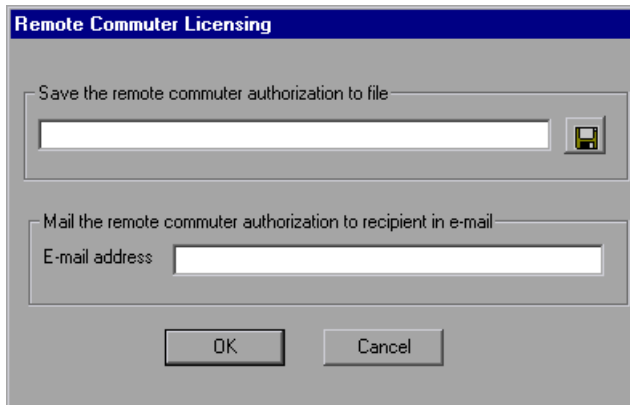 Remote Commuter Licensing
Save the remote commuter authorization to file
Mail the remote commuter authorization to recipient in e-mail
E-mail address
OK
Cancel